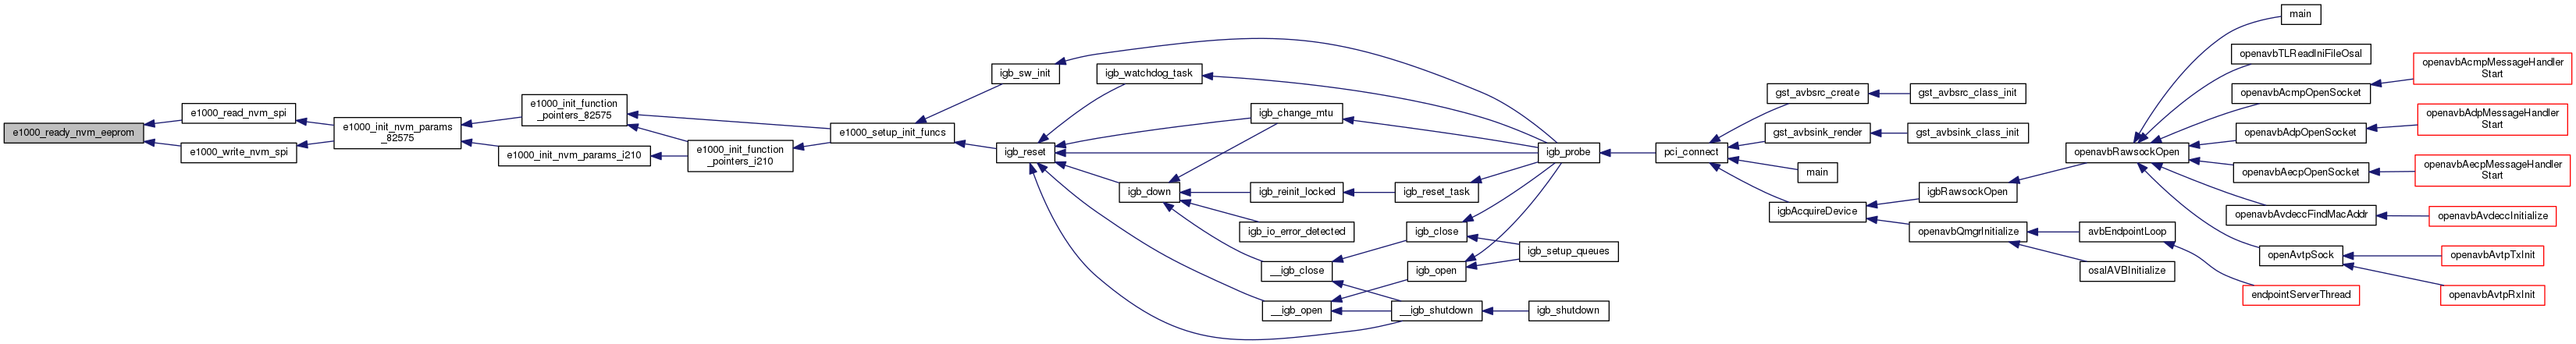 e1000_ready_nvm_eeprom
e1000_read_nvm_spi
e1000_write_nvm_spi
e1000_init_nvm_params
_82575
e1000_init_function
_pointers_82575
e1000_init_nvm_params_i210
e1000_init_function
_pointers_i210
e1000_setup_init_funcs
igb_sw_init
igb_reset
igb_watchdog_task
igb_change_mtu
igb_down
igb_reinit_locked
igb_reset_task
igb_io_error_detected
__igb_close
__igb_open
igb_close
igb_open
__igb_shutdown
igb_probe
igb_setup_queues
igb_shutdown
pci_connect
gst_avbsrc_create
gst_avbsrc_class_init
gst_avbsink_render
gst_avbsink_class_init
main
igbAcquireDevice
igbRawsockOpen
openavbQmgrInitialize
avbEndpointLoop
osalAVBInitialize
endpointServerThread
openavbRawsockOpen
main
openavbTLReadIniFileOsal
openavbAcmpOpenSocket
openavbAcmpMessageHandler
Start
openavbAdpOpenSocket
openavbAdpMessageHandler
Start
openavbAecpOpenSocket
openavbAecpMessageHandler
Start
openavbAvdeccFindMacAddr
openavbAvdeccInitialize
openAvtpSock
openavbAvtpTxInit
openavbAvtpRxInit